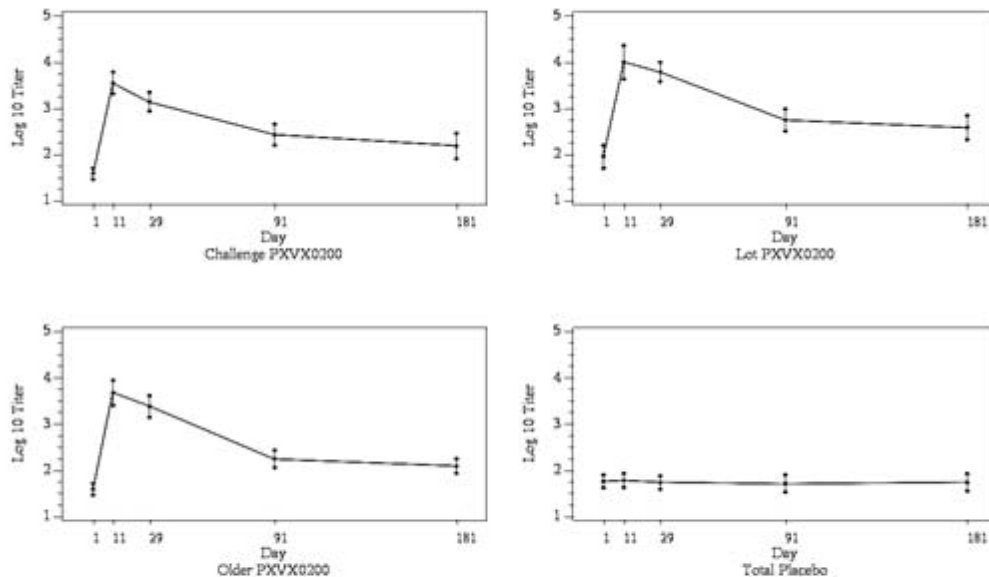 5
4
3
2
1
Log 10 Titer
1 11 29 91 181
Day
Challenge PXVX0200
5
4
3
2
1
Log 10 Titer
1 11 29 91 181
Day
Lot PXVX0200
5
4
3
2
1
Log 10 Titer
1 11 29 91 181
Day
Older PXVX0200
5
4
3
2
1
Log 10 Titer
1 11 29 91 181
Day
Total Placebo